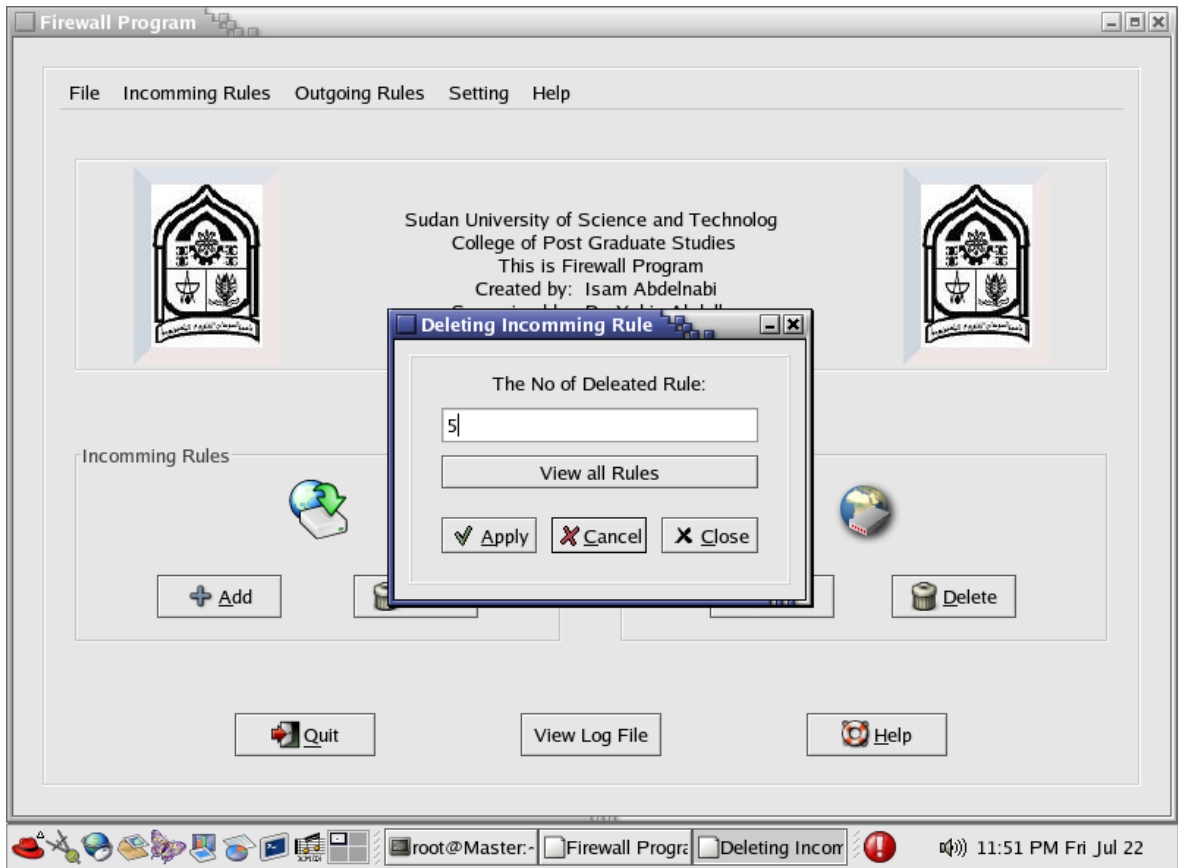 Firewall Program
File Incomming Rules Outgoing Rules Setting Help
Sudan University of Science and Technolog
College of Post Graduate Studies
This is Firewall Program
Created by: Isam Abdelnabi
Deleting Incomming Rule
The No of Deleated Rule:
5
View all Rules
Apply Cancel Close
Incomming Rules
Add
Delete
Quit
View Log File
Help
root@Master:~
Firewall Progra
Deleting Incom
11:51 PM Fri Jul 22